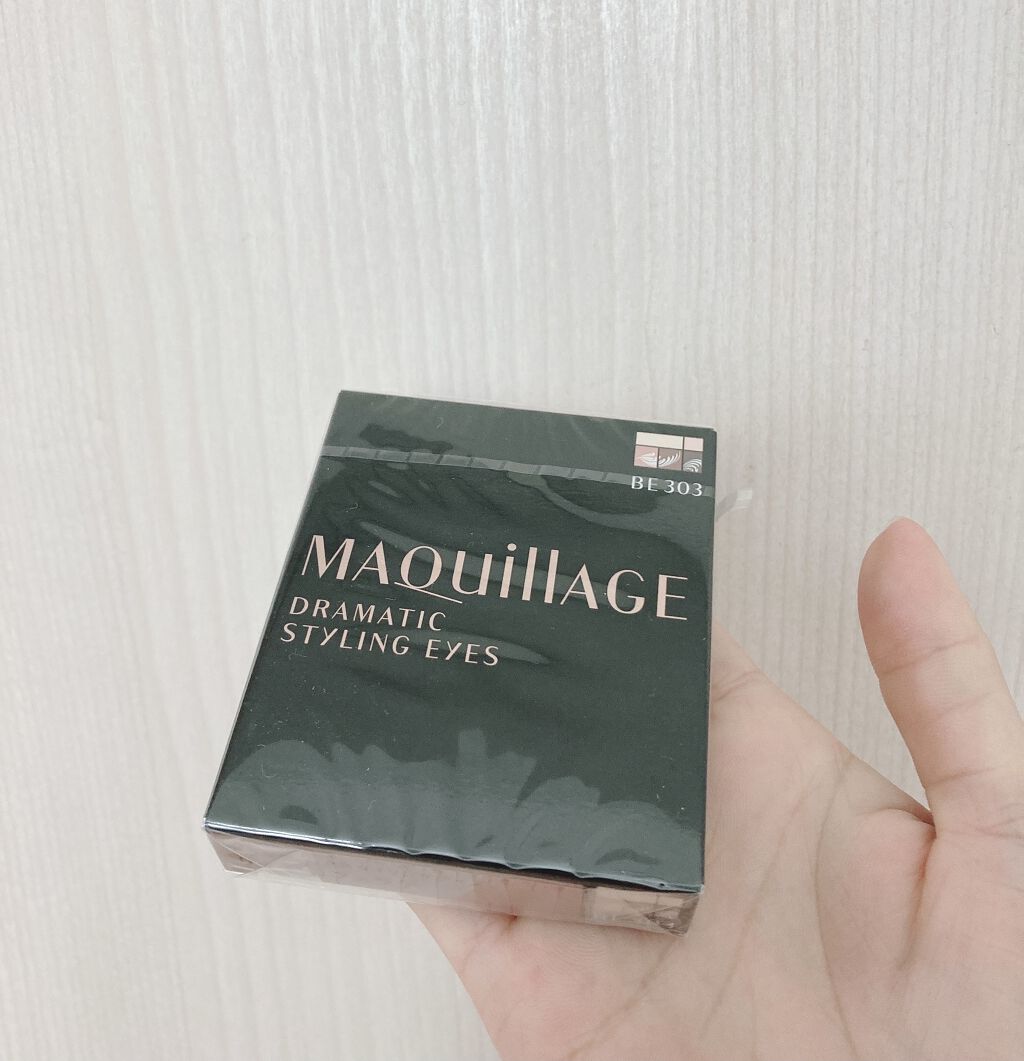 BE 303
MAQuillAGE
DRAMATIC
STYLING EYES